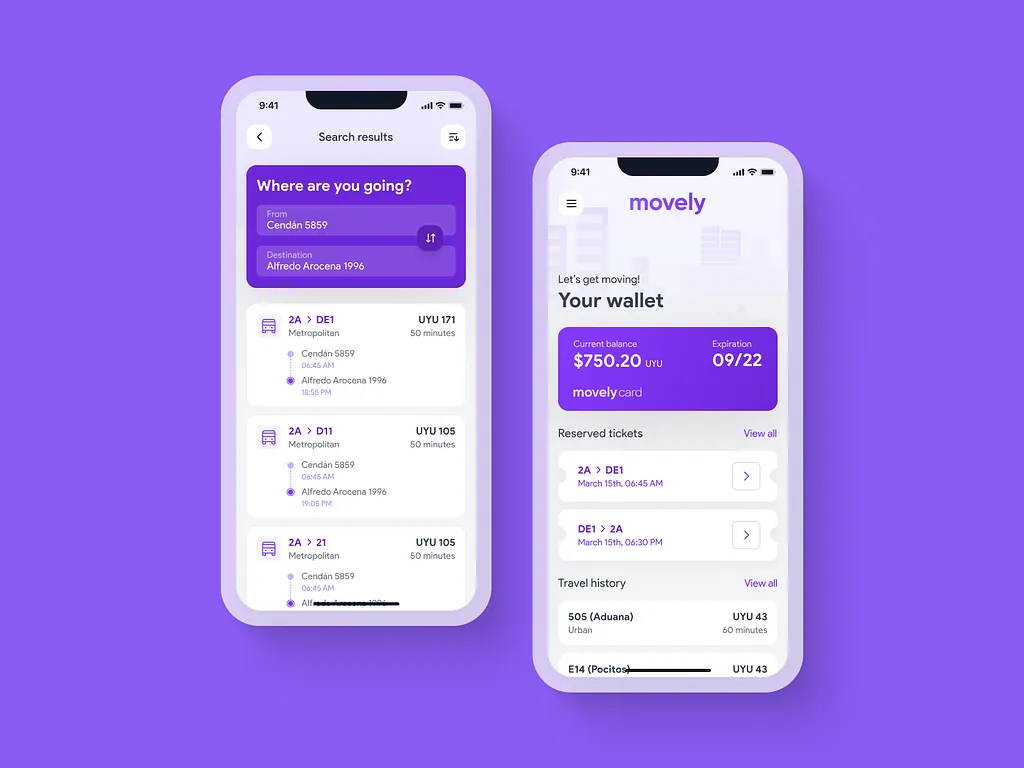 9:41
Search results
Where are you going?
From
Cendán 5859
Destination
Alfredo Arocena 1996
2A > DE1 UYU 171
Metropolitan 50 minutes
Cendán 5859
06:45 AM
Alfredo Arocena 1996
18:55 PM
2A > D11 UYU 105
Metropolitan 50 minutes
Cendán 5859
06:45 AM
Alfredo Arocena 1996
19:05 PM
2A > 21 UYU 105
Metropolitan 50 minutes
Cendán 5859
06:45 AM
Alfredo Arocena 1996
9:41
movely
Let's get moving!
Your wallet
Current balance Expiration
$750.20 UYU 09/22
movely card
Reserved tickets View all
2A > DE1
March 15th, 06:45 AM
DE1 > 2A
March 15th, 06:30 PM
Travel history View all
505 (Aduana) UYU 43
Urban 60 minutes
E14 (Pocitos) UYU 43